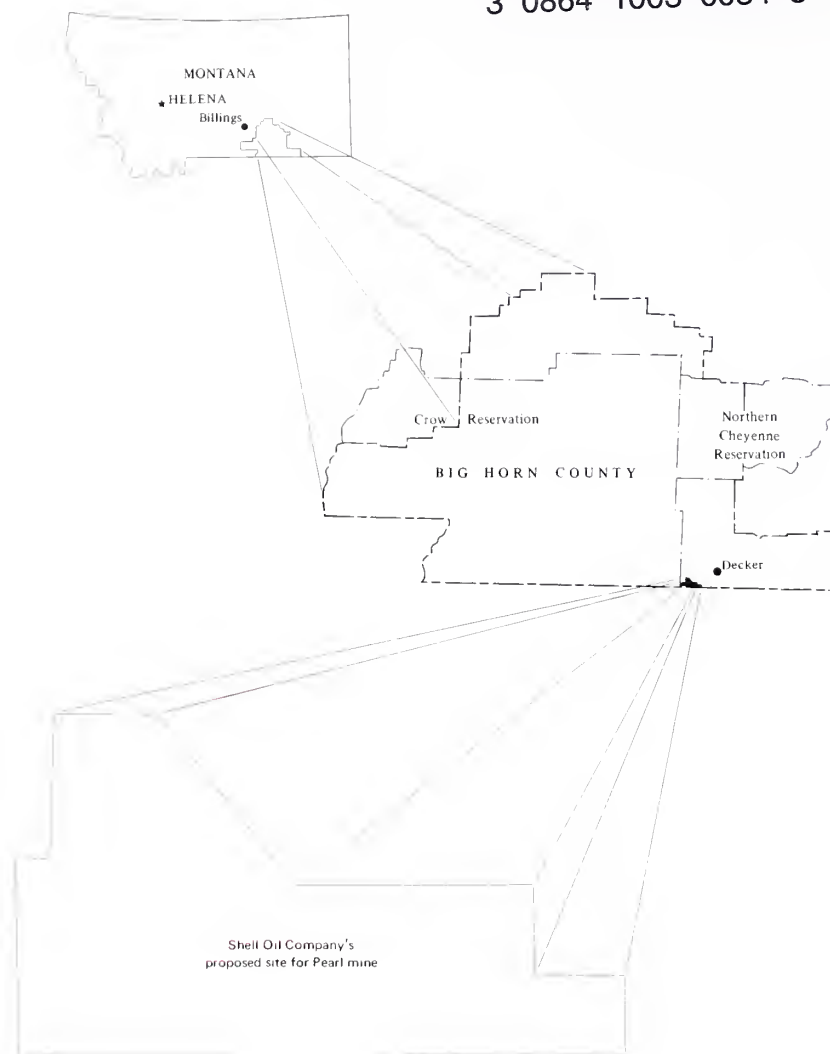 MONTANA
HELENA
Billings
Crow Reservation
Northern
Cheyenne
Reservation
BIG HORN COUNTY
Decker
Shell Oil Company's
proposed site for Pearl mine